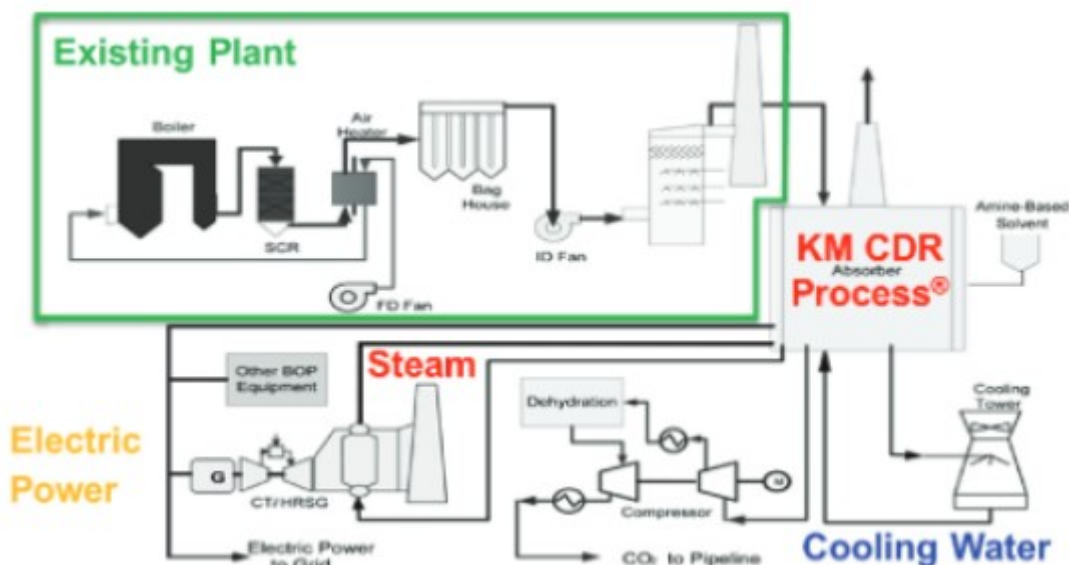 Existing Plant
Boiler
SCR
Air
Heater
Bag
House
ID Fan
FD Fan
KM CDR
Absorber
Process®
Amine-Based
Solvent
Steam
Other BOP
Equipment
Electric
Power
G
CT/HRSG
Electric Power
to Grid
Dehydration
M
Compressor
CO₂ to Pipeline
Cooling
Tower
Cooling Water